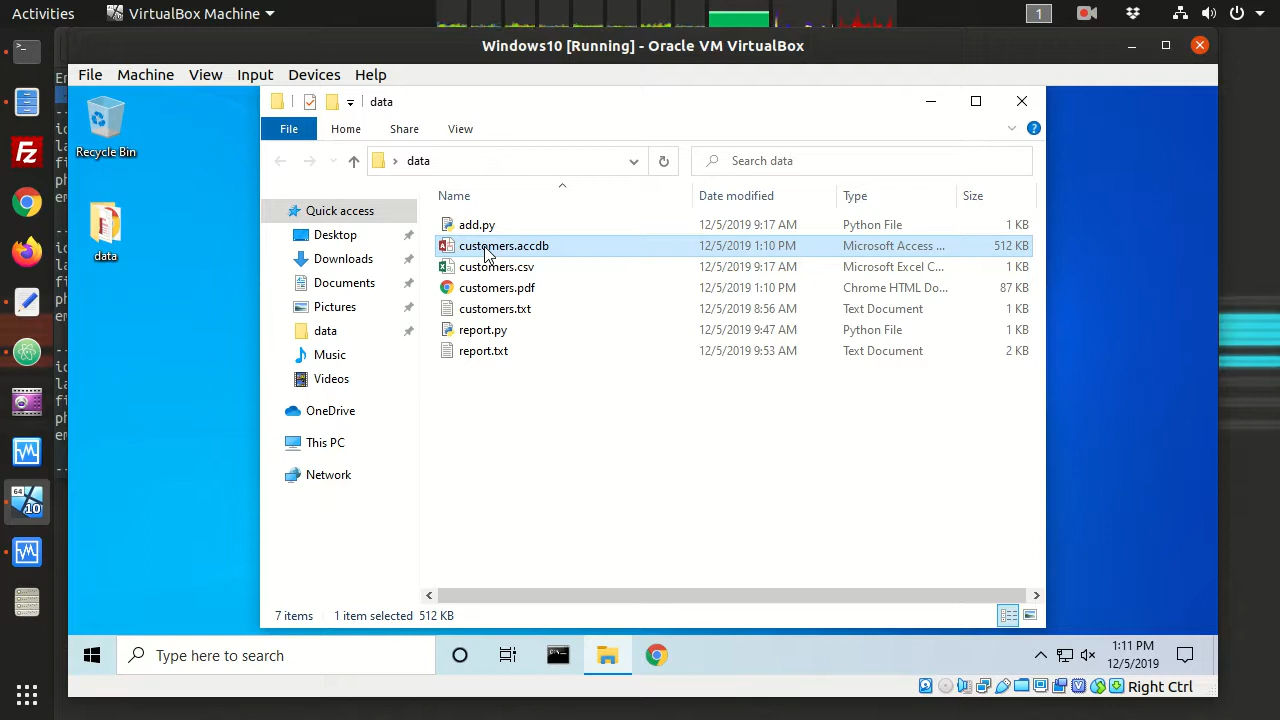 Activities VirtualBox Machine 1
Windows10 [Running] - Oracle VM VirtualBox
File Machine View Input Devices Help
data
File Home Share View
data Search data
Name Date modified Type Size
add.py 12/5/2019 9:17 AM Python File 1 KB
customers.accdb 12/5/2019 1:10 PM Microsoft Access ... 512 KB
customers.csv 12/5/2019 9:17 AM Microsoft Excel C... 1 KB
customers.pdf 12/5/2019 1:10 PM Chrome HTML Do... 87 KB
customers.txt 12/5/2019 8:56 AM Text Document 1 KB
report.py 12/5/2019 9:47 AM Python File 1 KB
report.txt 12/5/2019 9:53 AM Text Document 2 KB
Quick access
Desktop
Downloads
Documents
Pictures
data
Music
Videos
OneDrive
This PC
Network
7 items 1 item selected 512 KB
Recycle Bin
data
Type here to search
1:11 PM
12/5/2019
Right Ctrl